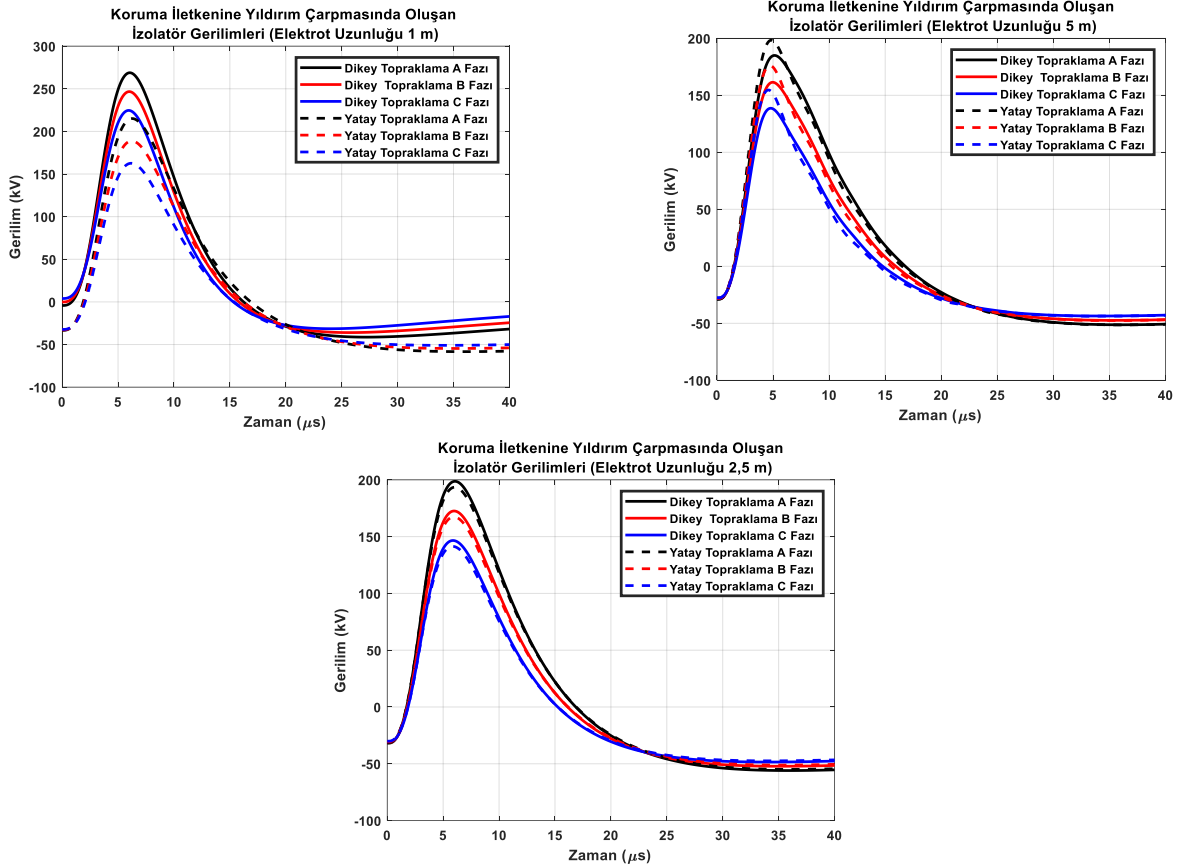 Koruma İletkenine Yıldırım Çarpmasında Oluşan
İzolatör Gerilimleri (Elektrot Uzunluğu 1 m)
300
250
200
150
100
50
0
-50
-100
Gerilim (kV)
0 5 10 15 20 25 30 35 40
Zaman (μs)
Dikey Topraklama A Fazı
Dikey Topraklama B Fazı
Dikey Topraklama C Fazı
Yatay Topraklama A Fazı
Yatay Topraklama B Fazı
Yatay Topraklama C Fazı
Koruma İletkenine Yıldırım Çarpmasında Oluşan
İzolatör Gerilimleri (Elektrot Uzunluğu 5 m)
200
150
100
50
0
-50
-100
Gerilim (kV)
0 5 10 15 20 25 30 35 40
Zaman (μs)
Dikey Topraklama A Fazı
Dikey Topraklama B Fazı
Dikey Topraklama C Fazı
Yatay Topraklama A Fazı
Yatay Topraklama B Fazı
Yatay Topraklama C Fazı
Koruma İletkenine Yıldırım Çarpmasında Oluşan
İzolatör Gerilimleri (Elektrot Uzunluğu 2,5 m)
200
150
100
50
0
-50
-100
Gerilim (kV)
0 5 10 15 20 25 30 35 40
Zaman (μs)
Dikey Topraklama A Fazı
Dikey Topraklama B Fazı
Dikey Topraklama C Fazı
Yatay Topraklama A Fazı
Yatay Topraklama B Fazı
Yatay Topraklama C Fazı